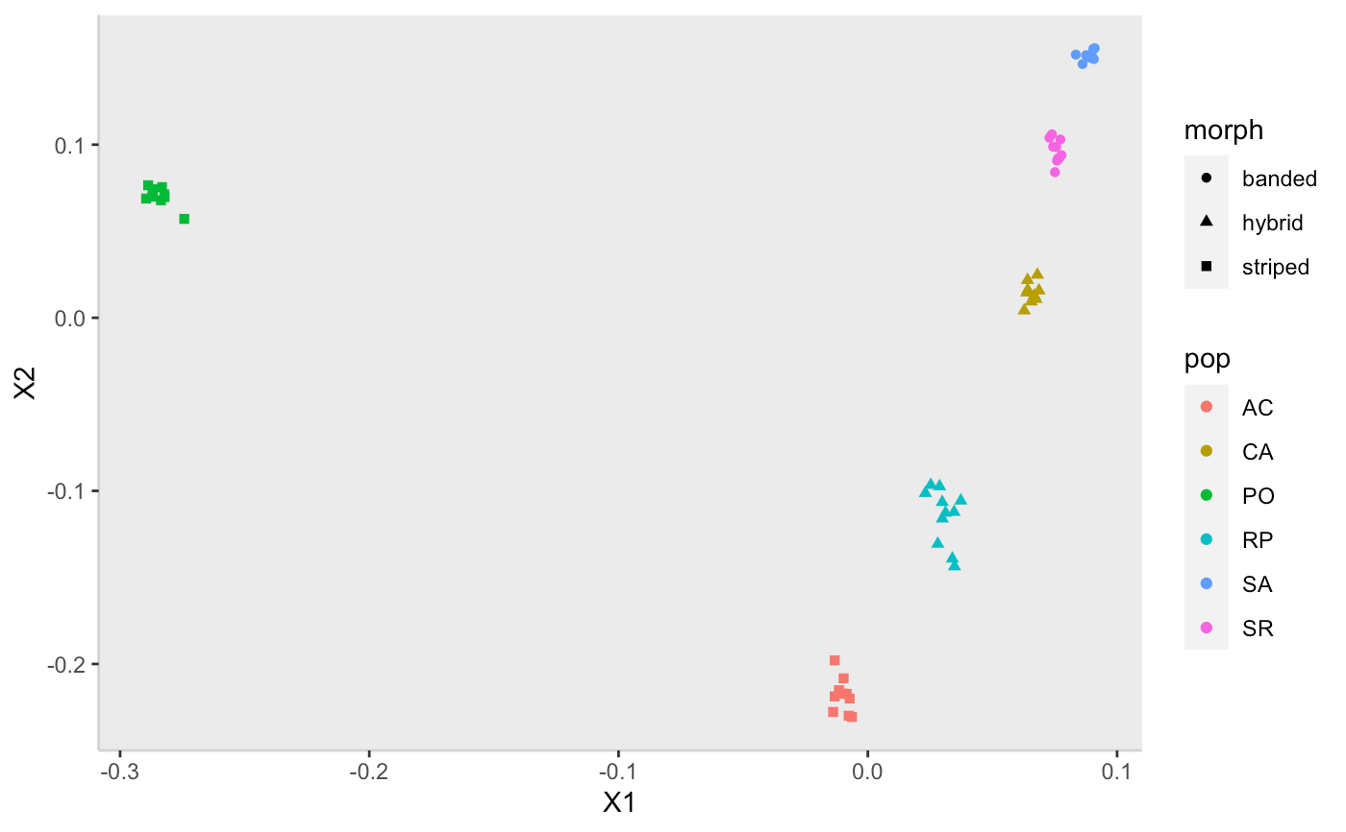 0.1
0.0
-0.1
-0.2
X2
-0.3
-0.2
-0.1
0.0
0.1
X1
morph
banded
hybrid
striped
pop
AC
CA
PO
RP
SA
SR